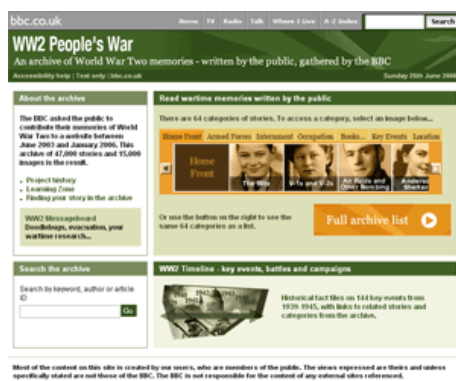 bbc.co.uk
Home TV Radio Talk Where I Live A-Z Index Search
WW2 People's War
An archive of World War Two memories - written by the public, gathered by the BBC
Accessibility help | Text only | bbc.co.uk
Sunday 25th June 2006
About the archive
The BBC asked the public to
contribute their memories of World
War Two to a website between
June 2003 and January 2006. This
archive of 47,000 stories and 15,000
images is the result.
Project history
Learning Zone
Finding your story in the archive
WW2 Messageboard
Doodlebugs, evacuation, your
wartime research...
Read wartime memories written by the public
There are 64 categories of stories. To access a category, select an image below...
Home Front Armed Forces Internment Occupation Books... Key Events Location
Home
Front
The Blitz
V-1s and V-2s
Air Raids and
Other Bombing
Anderson
Shelter
Or use the button on the right to see the
same 64 categories as a list.
Full archive list
Search the archive
Search by keyword, author or article
ID
Go
WW2 Timeline - key events, battles and campaigns
1940 1941 1942 1943
Historical fact files on 144 key events from
1939-1945, with links to related stories and
categories from the archive.
Most of the content on this site is created by our users, who are members of the public. The views expressed are theirs and unless
specifically stated are not those of the BBC. The BBC is not responsible for the content of any external sites referenced.